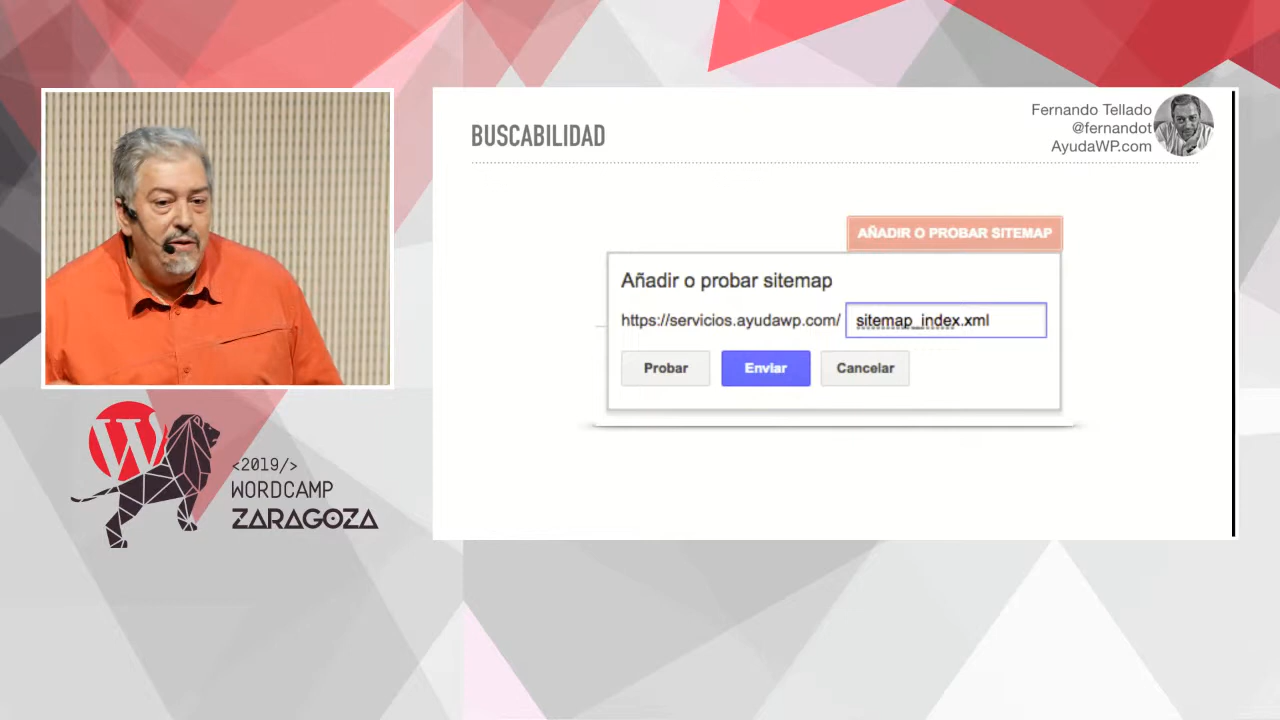 BUSCABILIDAD
Fernando Tellado
@fernandot
AyudaWP.com
AÑADIR O PROBAR SITEMAP
Añadir o probar sitemap
https://servicios.ayudawp.com/ sitemap_index.xml
Probar Enviar Cancelar
W
<2019/>
WORDCAMP
ZARAGOZA